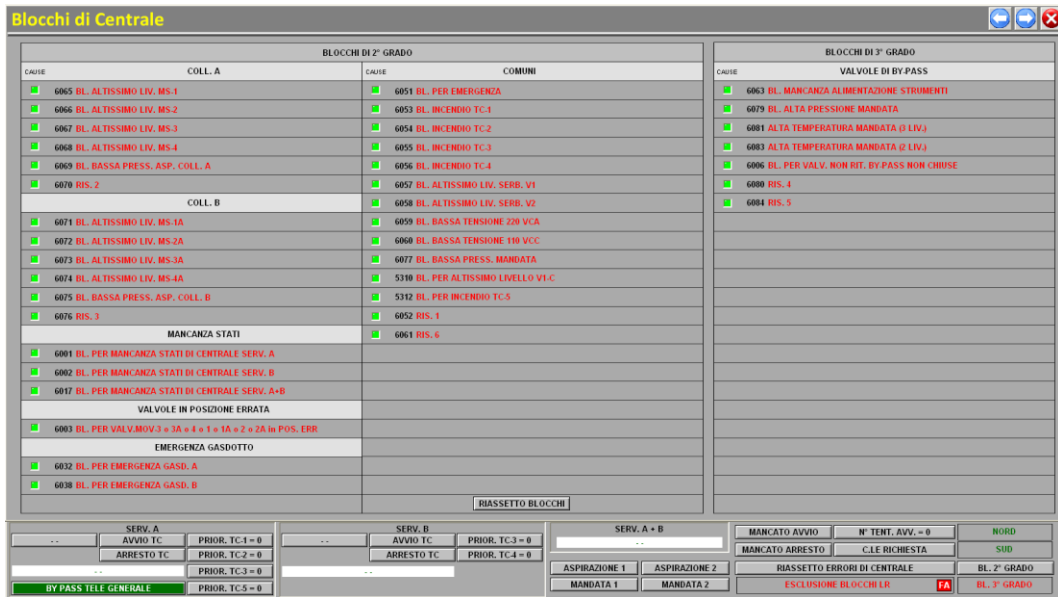 Blocchi di Centrale
BLOCCHI DI 2° GRADO
CAUSE COLL. A
6065 BL. ALTISSIMO LIV. MS-1
6066 BL. ALTISSIMO LIV. MS-2
6067 BL. ALTISSIMO LIV. MS-3
6068 BL. ALTISSIMO LIV. MS-4
6069 BL. BASSA PRESS. ASP. COLL. A
6070 RIS. 2
COLL. B
6071 BL. ALTISSIMO LIV. MS-1A
6072 BL. ALTISSIMO LIV. MS-2A
6073 BL. ALTISSIMO LIV. MS-3A
6074 BL. ALTISSIMO LIV. MS-4A
6075 BL. BASSA PRESS. ASP. COLL. B
6076 RIS. 3
MANCANZA STATI
6001 BL. PER MANCANZA STATI DI CENTRALE SERV. A
6002 BL. PER MANCANZA STATI DI CENTRALE SERV. B
6017 BL. PER MANCANZA STATI DI CENTRALE SERV. A+B
VALVOLE IN POSIZIONE ERRATA
6003 BL. PER VALV.MOV-3 o 3A o 4 o 1 o 1A o 2 o 2A in POS. ERR
EMERGENZA GASDOTTO
6032 BL. PER EMERGENZA GASD. A
6038 BL. PER EMERGENZA GASD. B
CAUSE COMUNI
6051 BL. PER EMERGENZA
6053 BL. INCENDIO TC-1
6054 BL. INCENDIO TC-2
6055 BL. INCENDIO TC-3
6056 BL. INCENDIO TC-4
6057 BL. ALTISSIMO LIV. SERB. V1
6058 BL. ALTISSIMO LIV. SERB. V2
6059 BL. BASSA TENSIONE 220 VCA
6060 BL. BASSA TENSIONE 110 VCC
6077 BL. BASSA PRESS. MANDATA
5310 BL. PER ALTISSIMO LIVELLO V1-C
5312 BL. PER INCENDIO TC-5
6052 RIS. 1
6061 RIS. 6
RIASSETTO BLOCCHI
BLOCCHI DI 3° GRADO
CAUSE VALVOLE DI BY-PASS
6063 BL. MANCANZA ALIMENTAZIONE STRUMENTI
6079 BL. ALTA PRESSIONE MANDATA
6081 ALTA TEMPERATURA MANDATA (3 LIV.)
6083 ALTA TEMPERATURA MANDATA (2 LIV.)
6006 BL. PER VALV. NON RIT. BY-PASS NON CHIUSE
6080 RIS. 4
6084 RIS. 5
SERV. A
- - AVVIO TC PRIOR. TC-1 = 0
ARRESTO TC PRIOR. TC-2 = 0
- - PRIOR. TC-3 = 0
BY PASS TELE GENERALE PRIOR. TC-5 = 0
SERV. B
- - AVVIO TC PRIOR. TC-3 = 0
ARRESTO TC PRIOR. TC-4 = 0
- -
SERV. A + B
- -
ASPIRAZIONE 1 ASPIRAZIONE 2
MANDATA 1 MANDATA 2
MANCATO AVVIO N° TENT. AVV. = 0 NORD
MANCATO ARRESTO C.LE RICHIESTA SUD
RIASSETTO ERRORI DI CENTRALE BL. 2° GRADO
ESCLUSIONE BLOCCHI LR FA BL. 3° GRADO